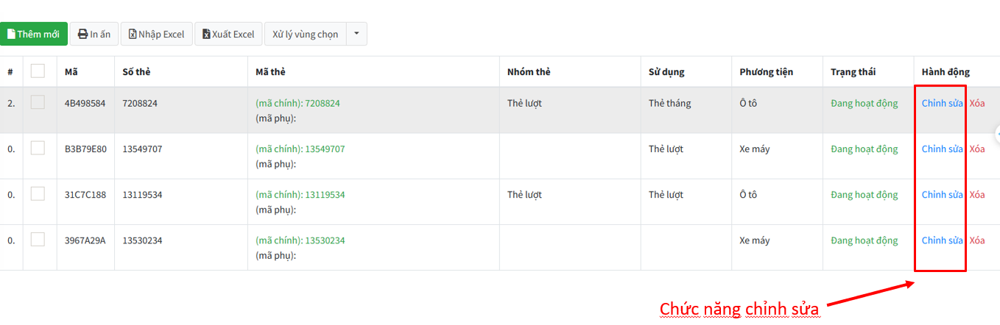 Thêm mới In ấn Nhập Excel Xuất Excel Xử lý vùng chọn
# Mã Số thẻ Mã thẻ Nhóm thẻ Sử dụng Phương tiện Trạng thái Hành động
2. 4B498584 7208824 (mã chính): 7208824 Thẻ lượt Thẻ tháng Ô tô Đang hoạt động Chỉnh sửa Xóa
(mã phụ):
0. B3B79E80 13549707 (mã chính): 13549707 Thẻ lượt Xe máy Đang hoạt động Chỉnh sửa Xóa
(mã phụ):
0. 31C7C188 13119534 (mã chính): 13119534 Thẻ lượt Thẻ lượt Ô tô Đang hoạt động Chỉnh sửa Xóa
(mã phụ):
0. 3967A29A 13530234 (mã chính): 13530234 Xe máy Đang hoạt động Chỉnh sửa Xóa
(mã phụ):
Chức năng chỉnh sửa